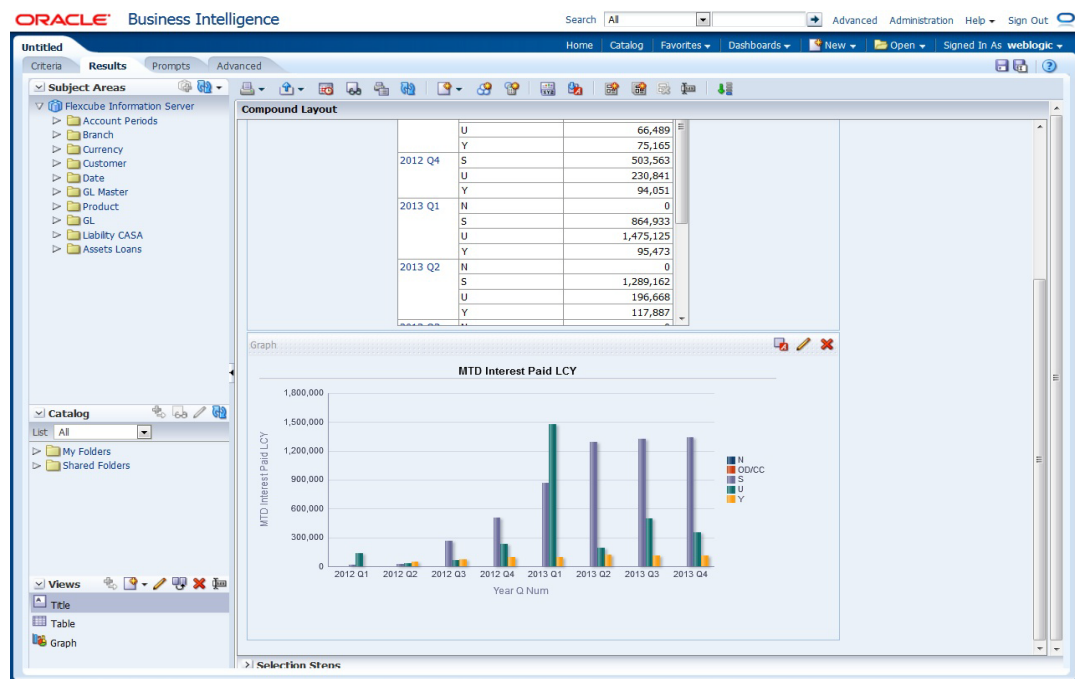 ORACLE Business Intelligence
Search All Advanced Administration Help Sign Out
Untitled
Home Catalog Favorites Dashboards New Open Signed In As weblogic
Criteria Results Prompts Advanced
Subject Areas
Flexcube Information Server
Account Periods
Branch
Currency
Customer
Date
GL Master
Product
GL
Liability CASA
Assets Loans
Catalog
List All
My Folders
Shared Folders
Views
Title
Table
Graph
Compound Layout
U 66,489
Y 75,165
2012 Q4 S 503,563
U 230,841
Y 94,051
2013 Q1 N 0
S 864,933
U 1,475,125
Y 95,473
2013 Q2 N 0
S 1,289,162
U 196,668
Y 117,887
Graph
MTD Interest Paid LCY
1,800,000
1,500,000
1,200,000
900,000
600,000
300,000
0
MTD Interest Paid LCY
2012 Q1 2012 Q2 2012 Q3 2012 Q4 2013 Q1 2013 Q2 2013 Q3 2013 Q4
Year Q Num
N
OD/CC
S
U
Y
Selection Steps